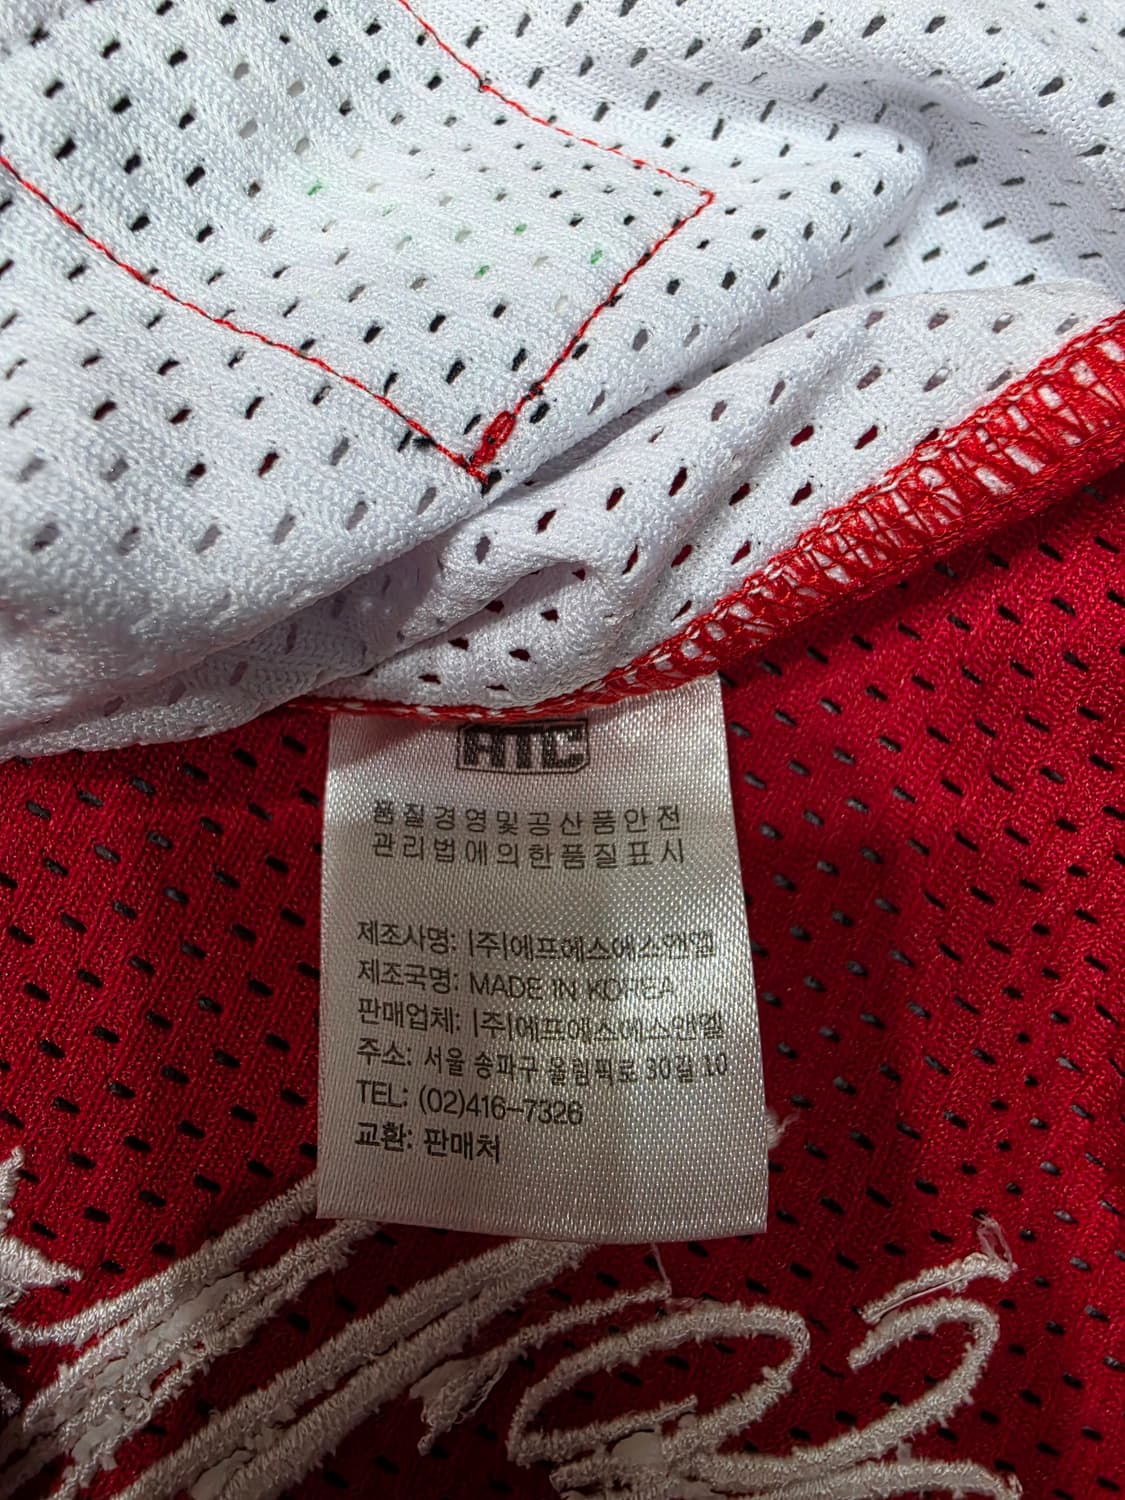 HTC
품질경영및공산품안전
관리법에의한품질표시
제조사명: |주|에프에스에스앤엘
제조국명: MADE IN KOREA
판매업체: |주|에프에스에스앤엘
주소: 서울 송파구 올림픽로 30길 10
TEL: (02)416-7326
교환: 판매처